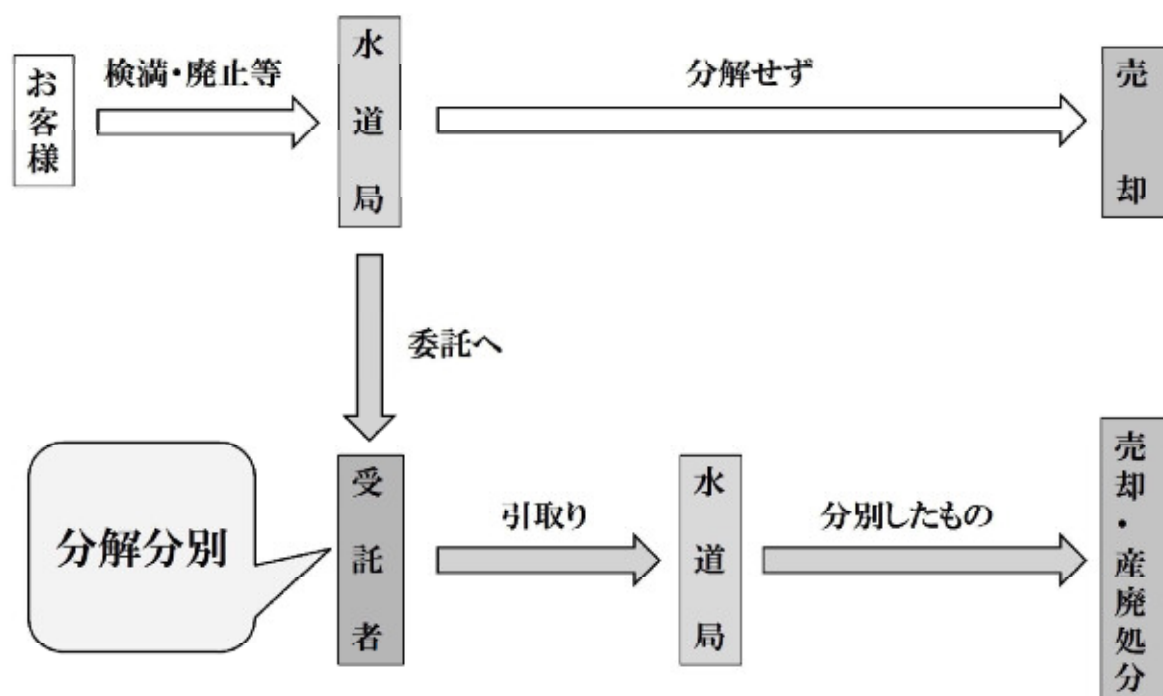 お客様
検満・廃止等
水道局
分解せず
売却
委託へ
分解分別
受託者
引取り
水道局
分別したもの
売却・産廃処分